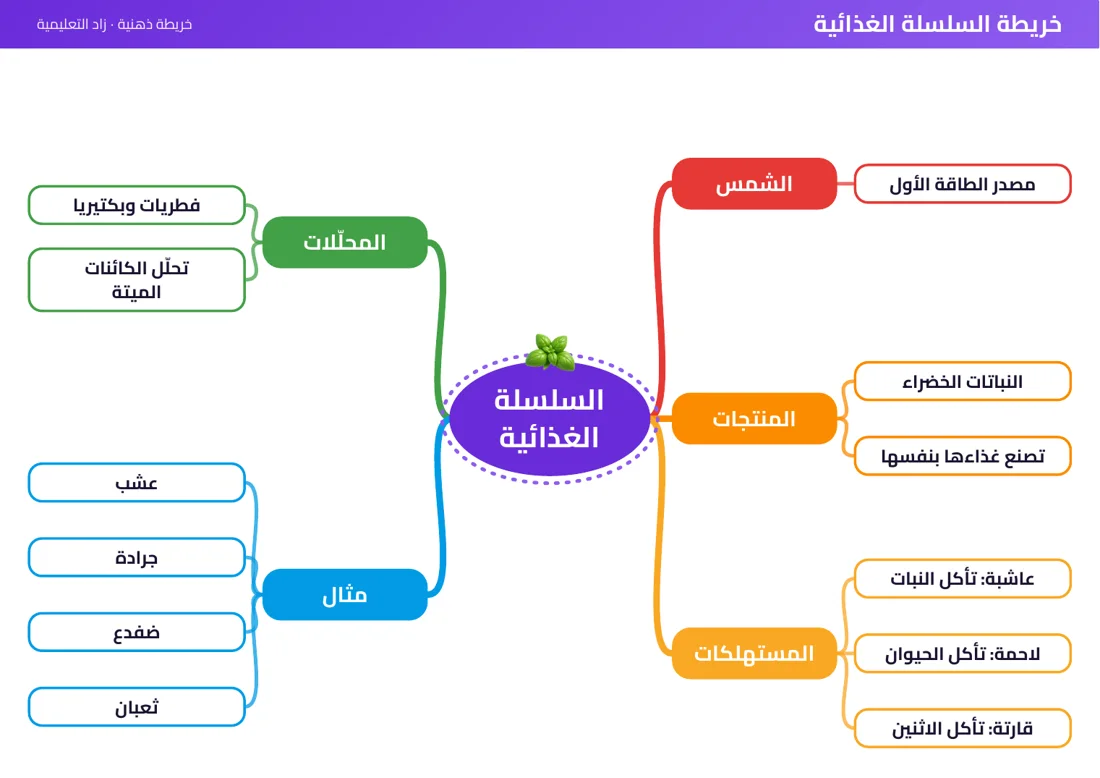 خريطة السلسلة الغذائية
خريطة ذهنية · زاد التعليمية
السلسلة
الغذائية
الشمس
مصدر الطاقة الأول
المنتجات
النباتات الخضراء
تصنع غذاءها بنفسها
المستهلكات
عاشبة: تأكل النبات
لاحمة: تأكل الحيوان
قارتة: تأكل الاثنين
المحلّلات
فطريات وبكتيريا
تحلّل الكائنات
الميتة
مثال
عشب
جرادة
ضفدع
ثعبان